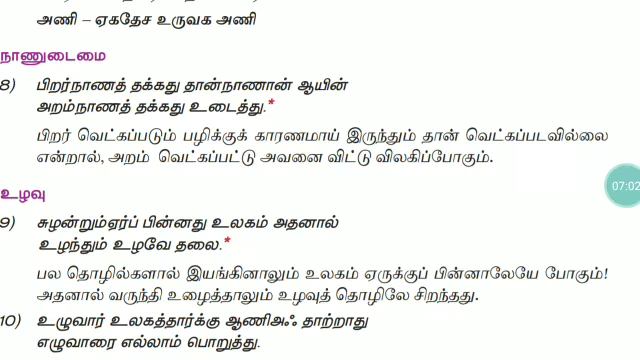 அணி – ஏகதேச உருவக அணி
நாணுடைமை
8) பிறர்நாணத் தக்கது தான்நாணான் ஆயின்
அறம்நாணத் தக்கது உடைத்து.*
பிறர் வெட்கப்படும் பழிக்குக் காரணமாய் இருந்தும் தான் வெட்கப்படவில்லை
என்றால், அறம் வெட்கப்பட்டு அவனை விட்டு விலகிப்போகும்.
07:02
உழவு
9) சுழன்றும்ஏர்ப் பின்னது உலகம் அதனால்
உழந்தும் உழவே தலை.*
பல தொழில்களால் இயங்கினாலும் உலகம் ஏருக்குப் பின்னாலேயே போகும்!
அதனால் வருந்தி உழைத்தாலும் உழவுத் தொழிலே சிறந்தது.
10) உழுவார் உலகத்தார்க்கு ஆணிஅஃ தாற்றாது
எழுவாரை எல்லாம் பொறுத்து.